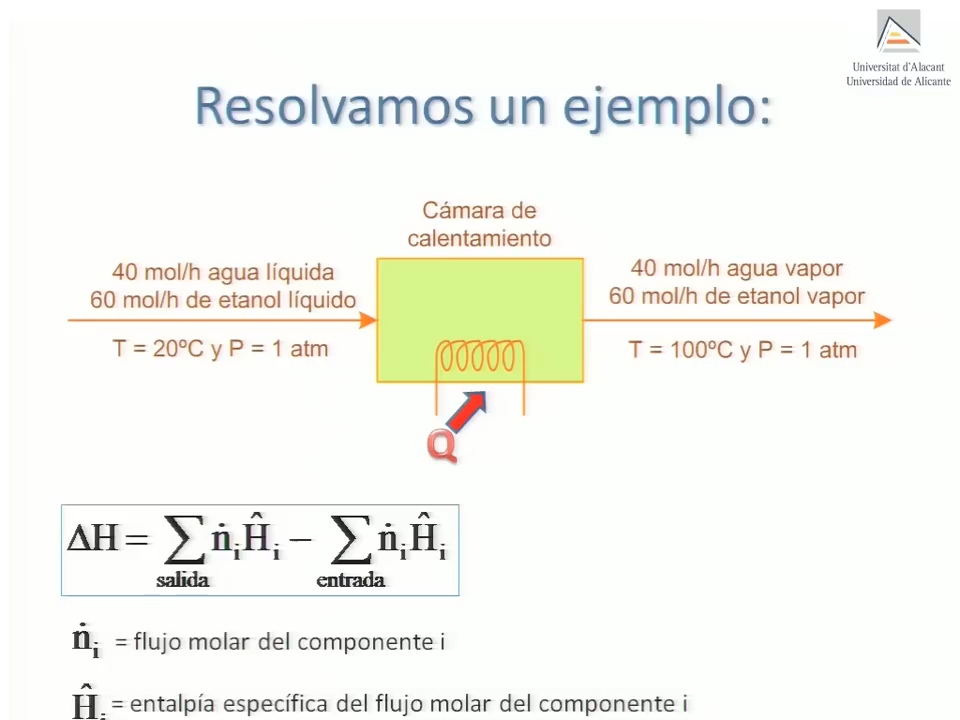 Universitat d'Alacant
Universidad de Alicante
Resolvamos un ejemplo:
Cámara de
calentamiento
40 mol/h agua líquida
60 mol/h de etanol líquido
T = 20ºC y P = 1 atm
40 mol/h agua vapor
60 mol/h de etanol vapor
T = 100ºC y P = 1 atm
Q
ΔH = ∑ ṅᵢĤᵢ − ∑ ṅᵢĤᵢ
salida entrada
ṅᵢ = flujo molar del componente i
Ĥᵢ = entalpía específica del flujo molar del componente i